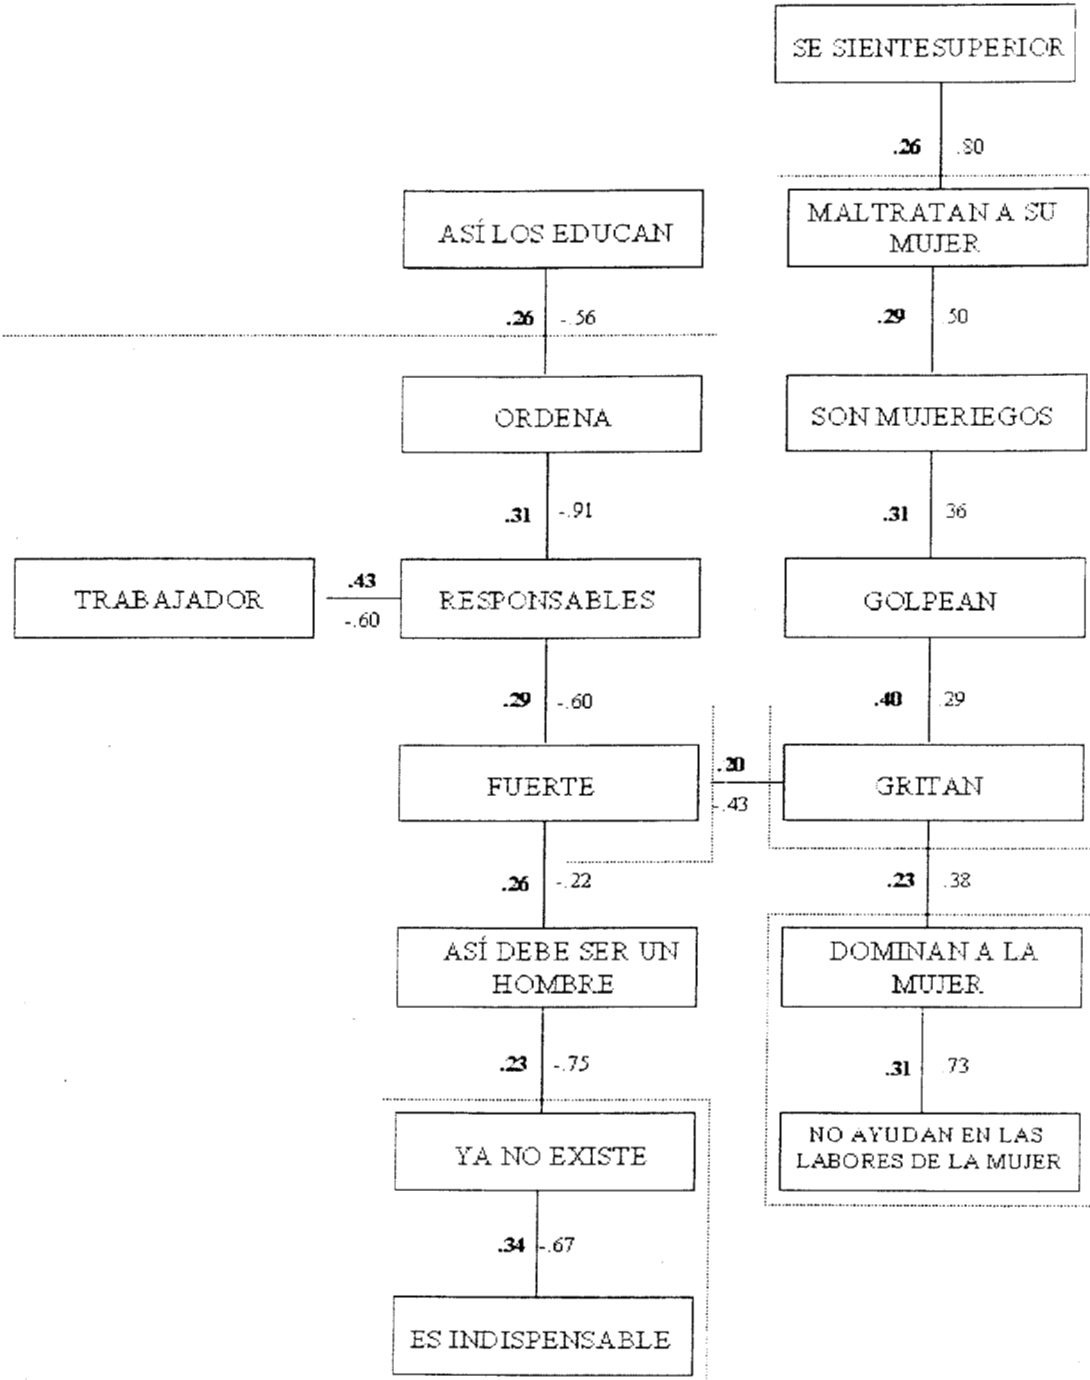 SE SIENTE SUPERIOR
.26 .80
MALTRATAN A SU
MUJER
ASÍ LOS EDUCAN
.29 .50
.26 -.56
ORDENA
SON MUJERIEGOS
.31 -.91
.31 .36
TRABAJADOR
.43
-.60
RESPONSABLES
GOLPEAN
.29 -.60
.40 .29
FUERTE
.20
-.43
GRITAN
.26 -.22
.23 .38
ASÍ DEBE SER UN
HOMBRE
DOMINAN A LA
MUJER
.23 -.75
.31 .73
YA NO EXISTE
NO AYUDAN EN LAS
LABORES DE LA MUJER
.34 -.67
ES INDISPENSABLE